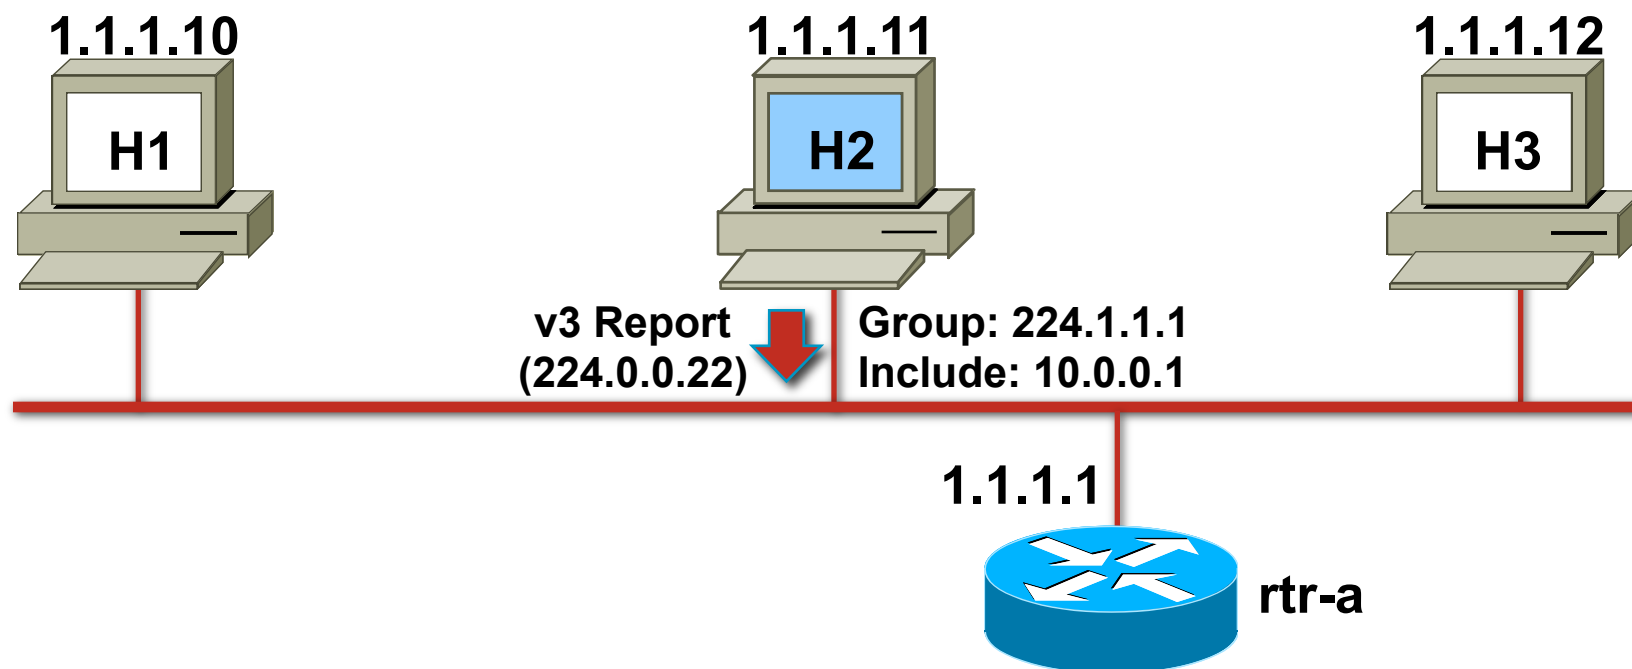 1.1.1.10
1.1.1.11
1.1.1.12
H1
H2
H3
v3 Report
(224.0.0.22)
Group: 224.1.1.1
Include: 10.0.0.1
1.1.1.1
rtr-a